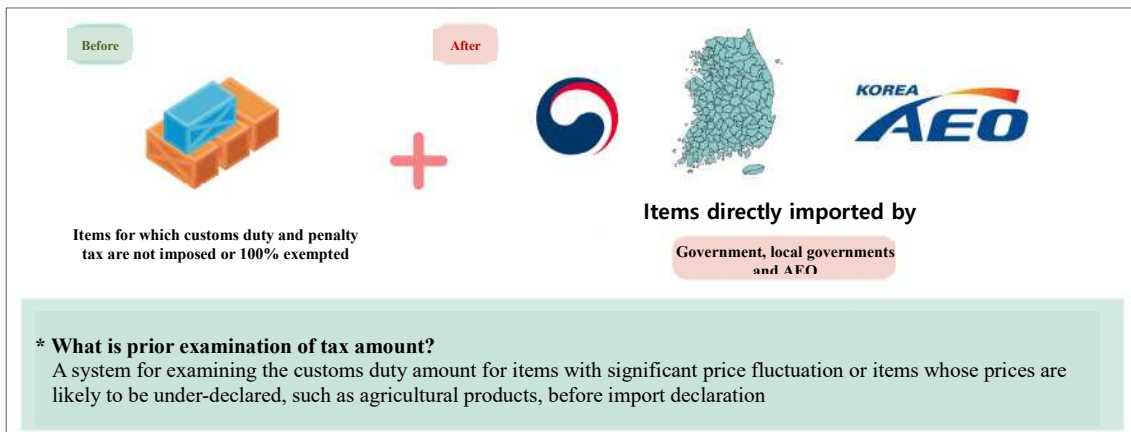 Before
After
KOREA
AEO
Items for which customs duty and penalty
tax are not imposed or 100% exempted
Items directly imported by
Government, local governments
and AEO
* What is prior examination of tax amount?
A system for examining the customs duty amount for items with significant price fluctuation or items whose prices are
likely to be under-declared, such as agricultural products, before import declaration